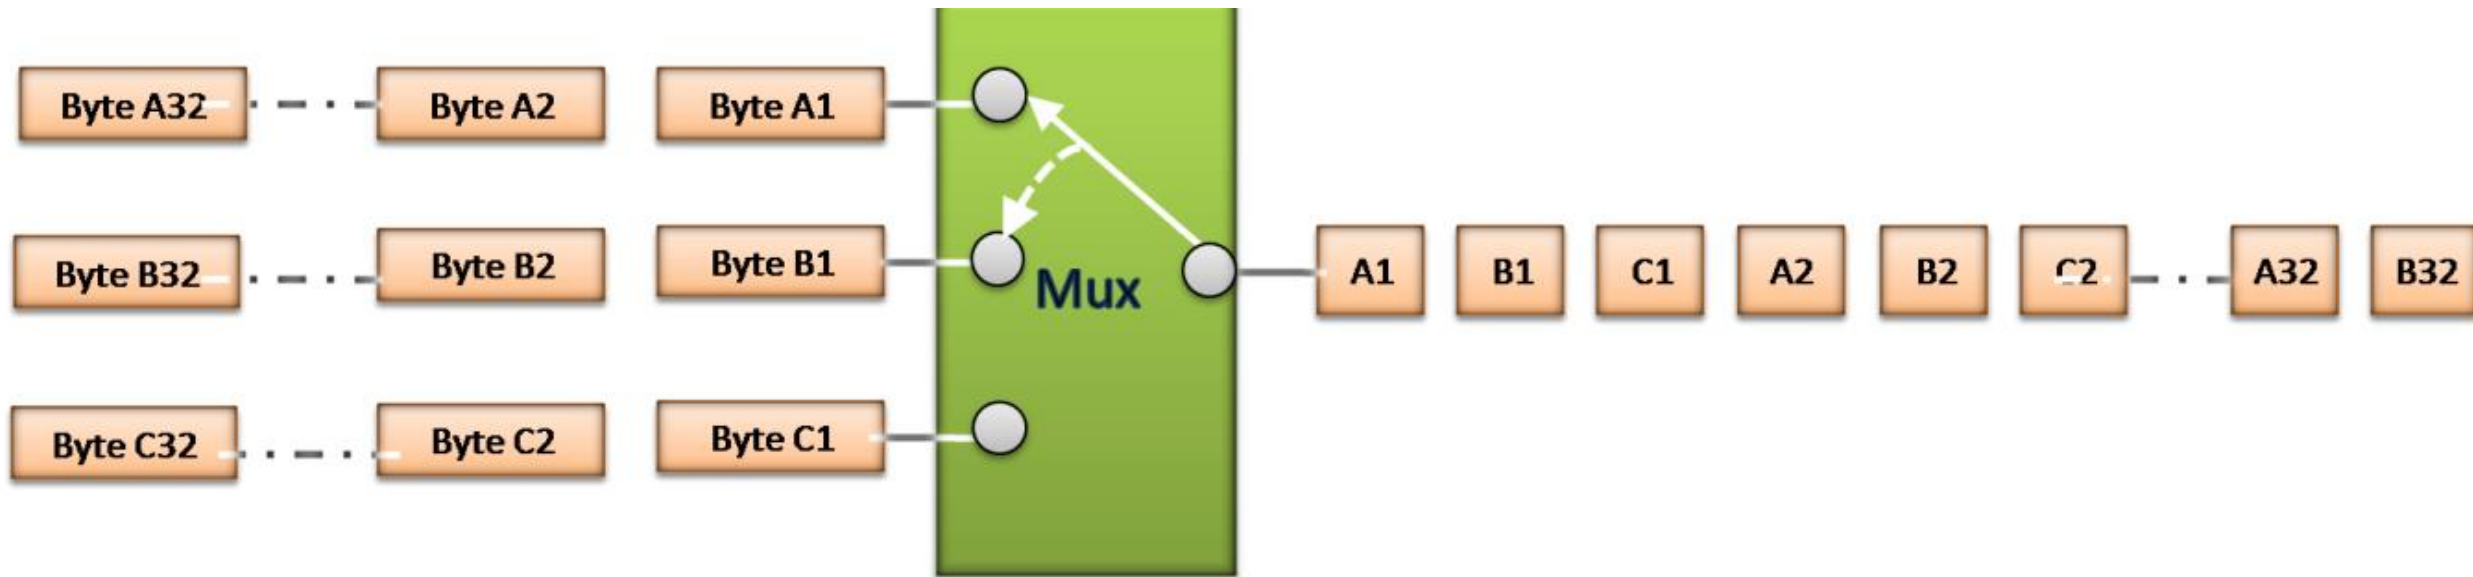 Byte A32 Byte A2 Byte A1
Byte B32 Byte B2 Byte B1
Mux
A1 B1 C1 A2 B2 C2 A32 B32
Byte C32 Byte C2 Byte C1